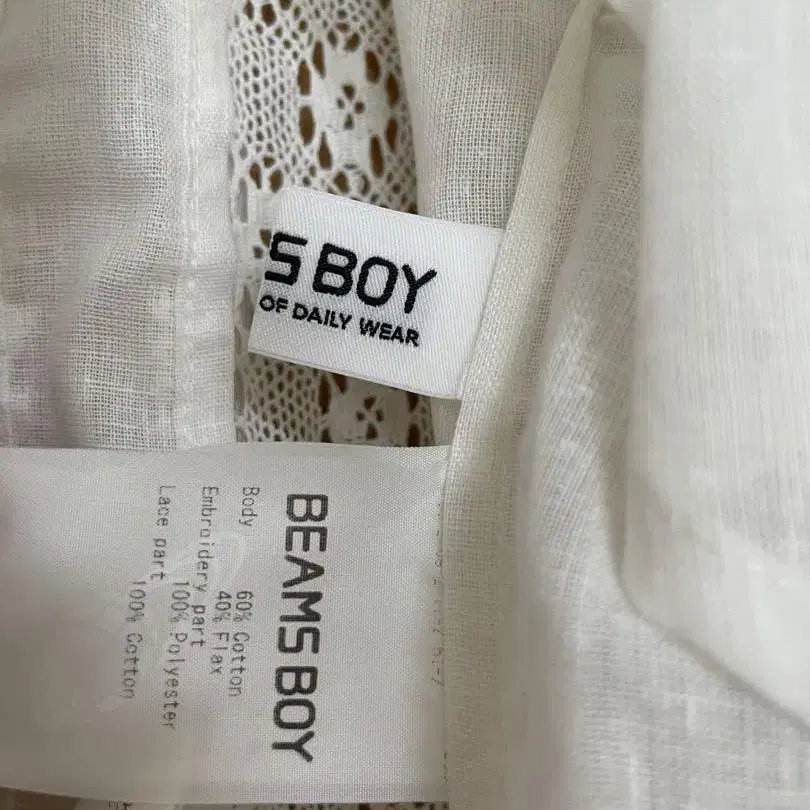 S BOY
OF DAILY WEAR
BEAMS BOY
Body 60% Cotton
40% Flax
Embroidery part
100% Polyester
Lace part
100% Cotton